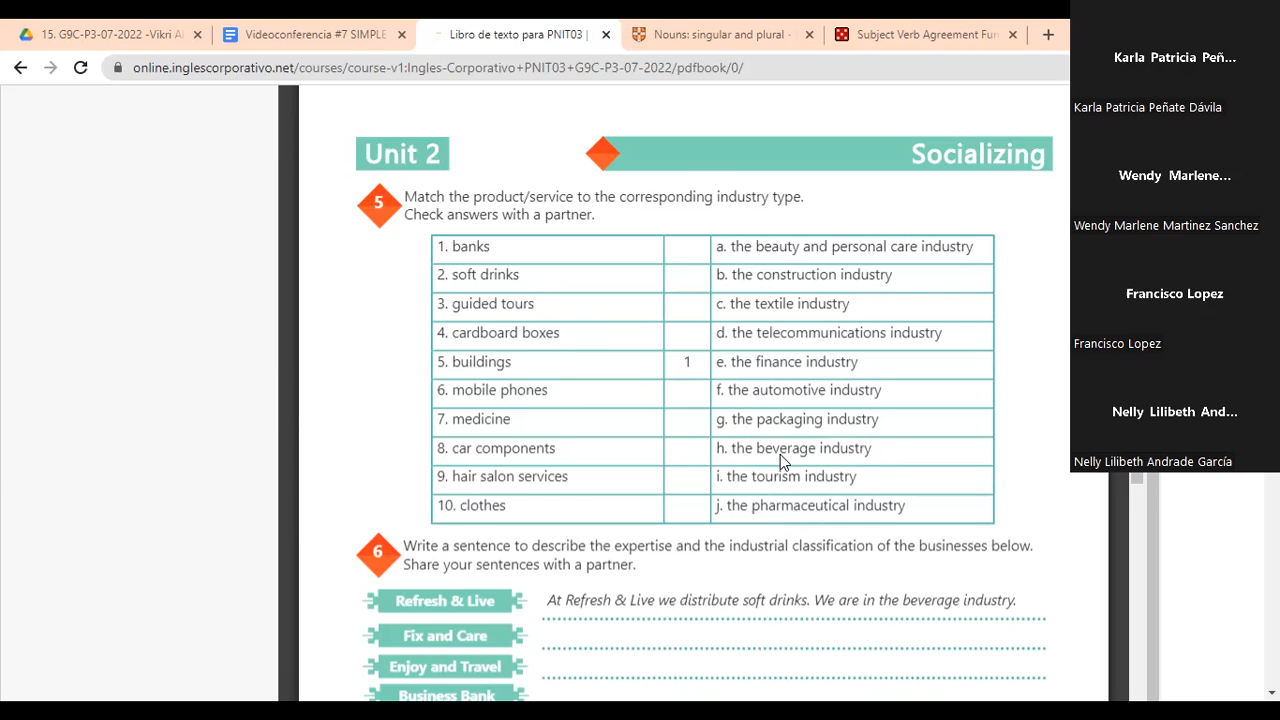 15. G9C-P3-07-2022 -Vikri Al
Videoconferencia #7 SIMPLE
Libro de texto para PNIT03 |
Nouns: singular and plural -
Subject Verb Agreement Fun
online.inglescorporativo.net/courses/course-v1:Ingles-Corporativo+PNIT03+G9C-P3-07-2022/pdfbook/0/
Unit 2
Socializing
5
Match the product/service to the corresponding industry type.
Check answers with a partner.
1. banks
a. the beauty and personal care industry
2. soft drinks
b. the construction industry
3. guided tours
c. the textile industry
4. cardboard boxes
d. the telecommunications industry
5. buildings
1
e. the finance industry
6. mobile phones
f. the automotive industry
7. medicine
g. the packaging industry
8. car components
h. the beverage industry
9. hair salon services
i. the tourism industry
10. clothes
j. the pharmaceutical industry
6
Write a sentence to describe the expertise and the industrial classification of the businesses below.
Share your sentences with a partner.
Refresh & Live
At Refresh & Live we distribute soft drinks. We are in the beverage industry.
Fix and Care
Enjoy and Travel
Business Bank
Karla Patricia Peñ...
Karla Patricia Peñate Dávila
Wendy Marlene...
Wendy Marlene Martinez Sanchez
Francisco Lopez
Francisco Lopez
Nelly Lilibeth And...
Nelly Lilibeth Andrade García